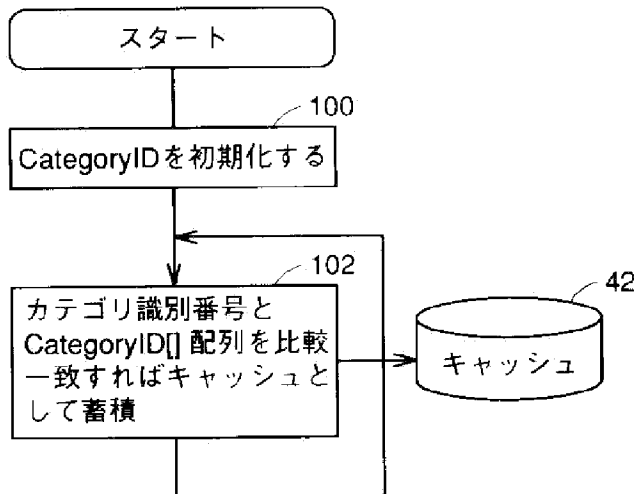 スタート
100
CategoryIDを初期化する
102
カテゴリ識別番号と
CategoryID[] 配列を比較
一致すればキャッシュと
して蓄積
42
キャッシュ